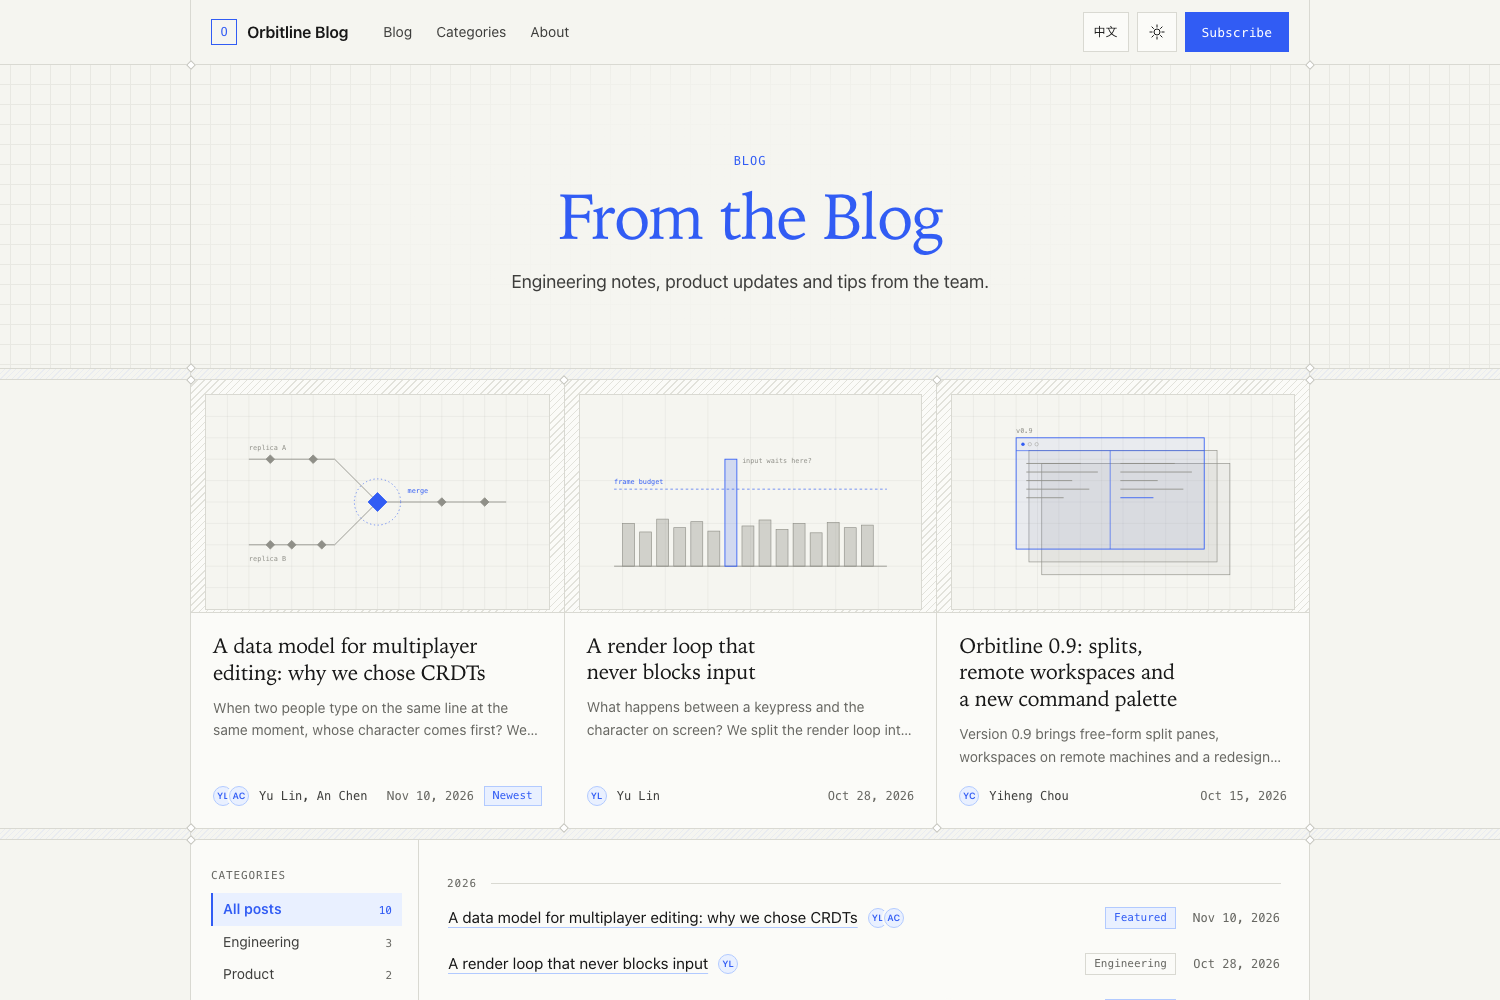 O Orbitline Blog Blog Categories About 中文 Subscribe
BLOG
From the Blog
Engineering notes, product updates and tips from the team.
replica A
merge
replica B
input waits here?
frame budget
v0.9
A data model for multiplayer
editing: why we chose CRDTs
When two people type on the same line at the
same moment, whose character comes first? We...
YL AC Yu Lin, An Chen Nov 10, 2026 Newest
A render loop that
never blocks input
What happens between a keypress and the
character on screen? We split the render loop int...
YL Yu Lin Oct 28, 2026
Orbitline 0.9: splits,
remote workspaces and
a new command palette
Version 0.9 brings free-form split panes,
workspaces on remote machines and a redesign...
YC Yiheng Chou Oct 15, 2026
CATEGORIES
All posts 10
Engineering 3
Product 2
2026
A data model for multiplayer editing: why we chose CRDTs YL AC Featured Nov 10, 2026
A render loop that never blocks input YL Engineering Oct 28, 2026